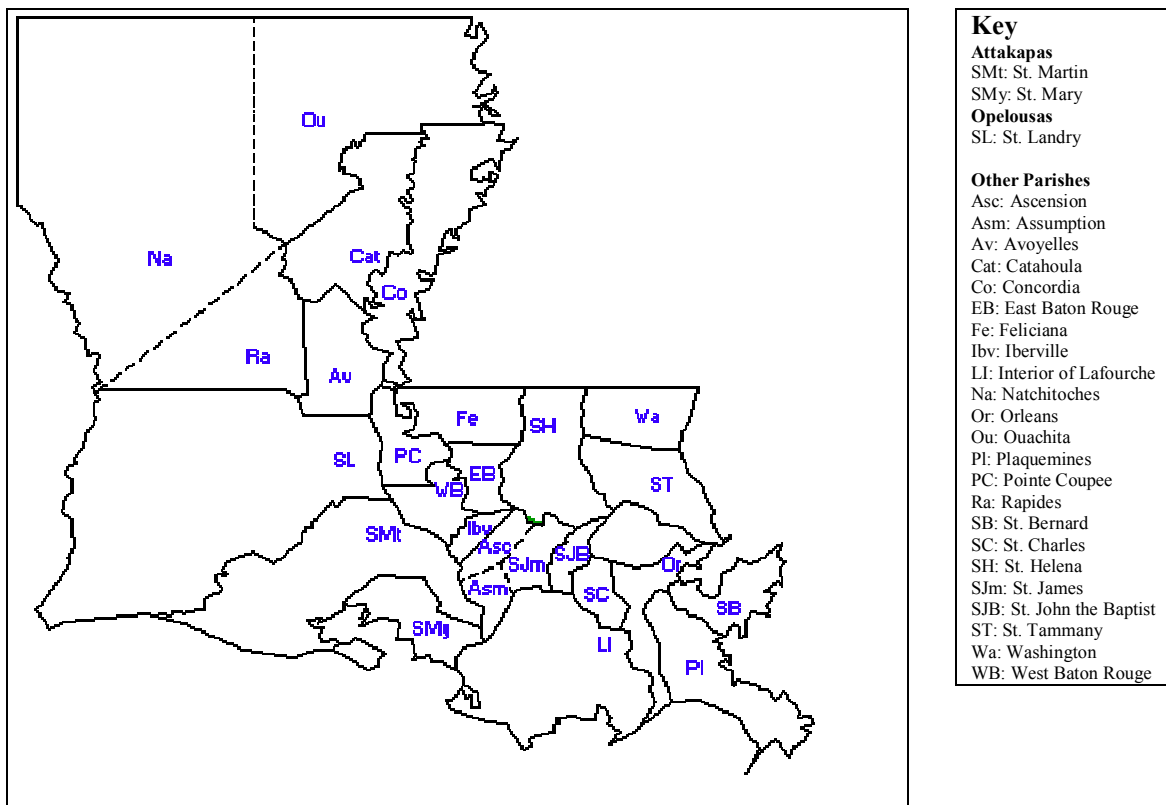 Ou
Na
Cat
Co
Ra
Av
Fe
SH
Wa
PC
SL
EB
WB
ST
SMt
Ibv
Asc
SJm
SJB
Or
Asm
SC
SB
SMy
LI
Pl
Key
Attakapas
SMt: St. Martin
SMy: St. Mary
Opelousas
SL: St. Landry
Other Parishes
Asc: Ascension
Asm: Assumption
Av: Avoyelles
Cat: Catahoula
Co: Concordia
EB: East Baton Rouge
Fe: Feliciana
Ibv: Iberville
LI: Interior of Lafourche
Na: Natchitoches
Or: Orleans
Ou: Ouachita
Pl: Plaquemines
PC: Pointe Coupee
Ra: Rapides
SB: St. Bernard
SC: St. Charles
SH: St. Helena
SJm: St. James
SJB: St. John the Baptist
ST: St. Tammany
Wa: Washington
WB: West Baton Rouge